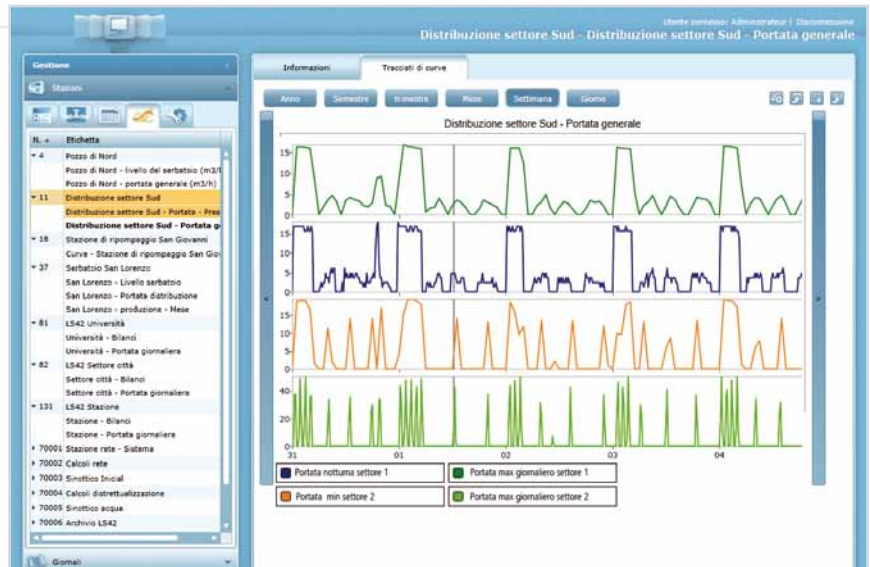 Utente connesso: Administrateur | Disconnessione
Distribuzione settore Sud - Distribuzione settore Sud - Portata generale
Gestione
Stazioni
N. Etichetta
4 Pozzo di Nord
Pozzo di Nord - livello del serbatoio (m3/
Pozzo di Nord - portata generale (m3/h)
11 Distribuzione settore Sud
Distribuzione settore Sud - Portata - Pres
Distribuzione settore Sud - Portata g
18 Stazione di ripompeggio San Giovanni
Curve - Stazione di ripompeggio San Gio
37 Serbatoio San Lorenzo
San Lorenzo - Livello serbatoio
San Lorenzo - Portata distribuzione
San Lorenzo - produzione - Mese
81 LS42 Università
Università - Bilanci
Università - Portata giornaliera
82 LS42 Settore città
Settore città - Bilanci
Settore città - Portata giornaliera
131 LS42 Stazione
Stazione - Bilanci
Stazione - Portata giornaliera
70001 Stazione rete - Sistema
70002 Calcoli rete
70003 Sinottico Inicial
70004 Calcoli distrettualizzazione
70005 Sinottico acqua
70006 Archivio LS42
Giornali
Informazioni
Tracciati di curve
Anno Semestre trimestre Mese Settimana Giorno
Distribuzione settore Sud - Portata generale
15
10
5
0
15
10
5
0
15
10
5
0
40
20
0
31 01 02 03 04
Portata notturna settore 1
Portata max giornaliero settore 1
Portata min settore 2
Portata max giornaliero settore 2